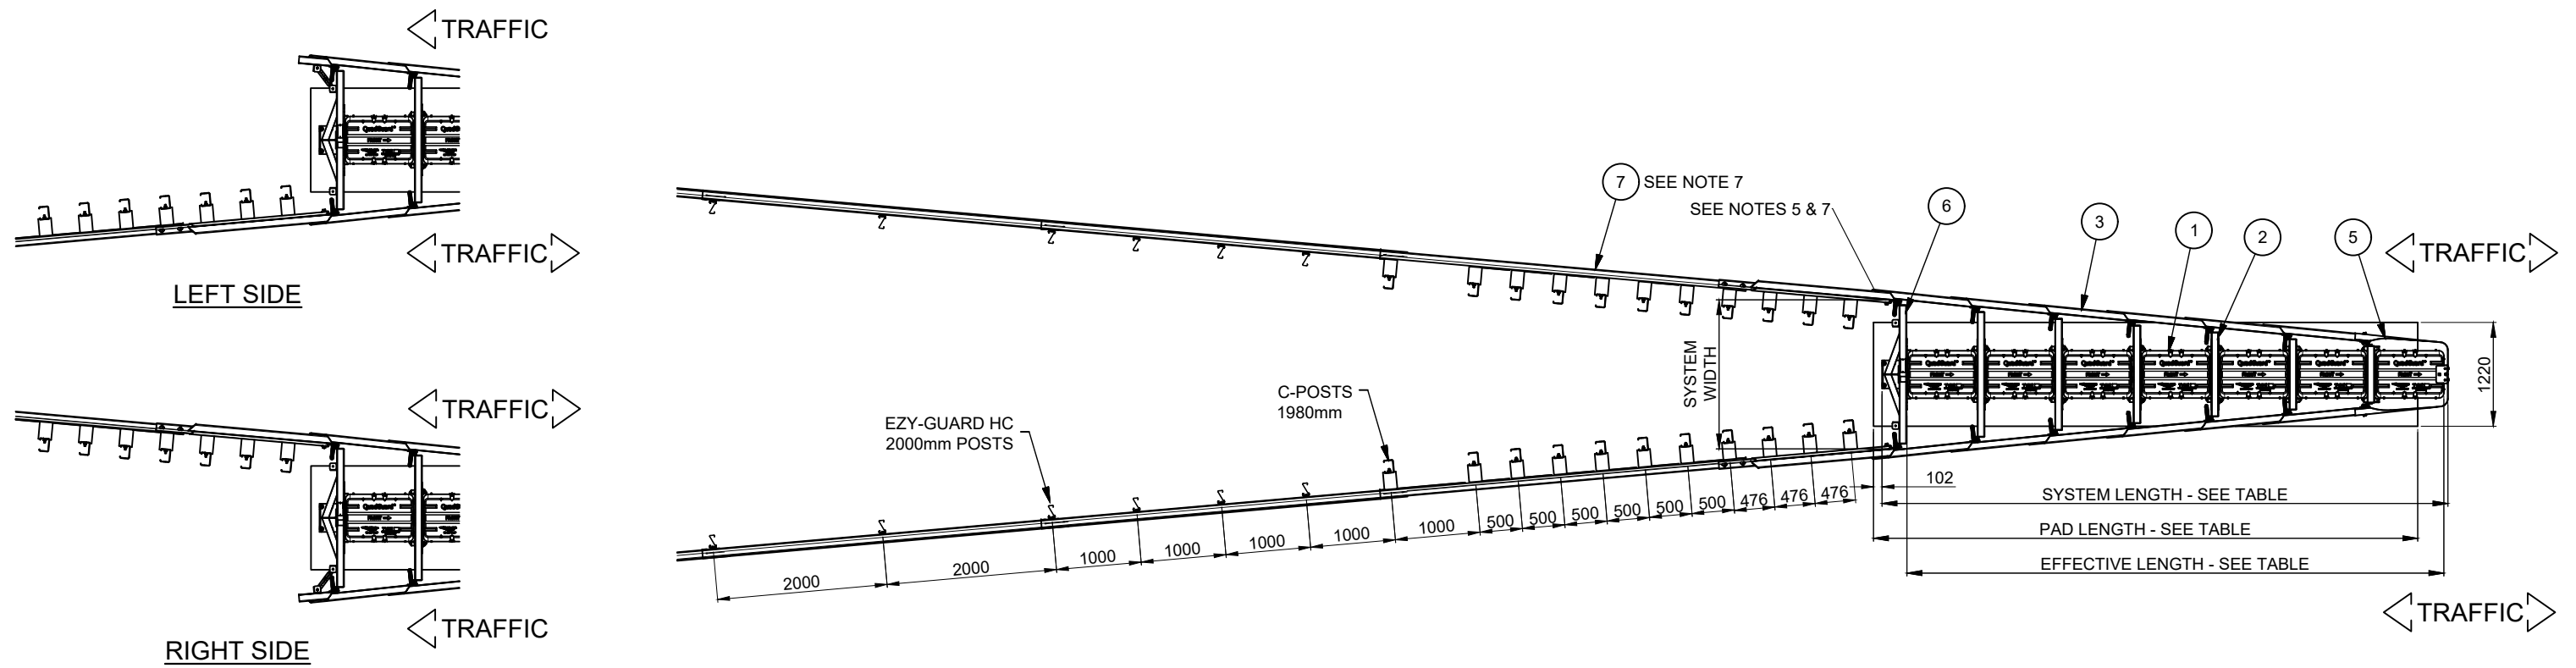 TRAFFIC
TRAFFIC
LEFT SIDE
TRAFFIC
TRAFFIC
RIGHT SIDE
7 SEE NOTE 7
SEE NOTES 5 & 7
6
3
1
2
5
TRAFFIC
SYSTEM
WIDTH
1220
C-POSTS
1980mm
EZY-GUARD HC
2000mm POSTS
102
SYSTEM LENGTH - SEE TABLE
PAD LENGTH - SEE TABLE
EFFECTIVE LENGTH - SEE TABLE
2000
2000
1000
1000
1000
1000
1000
500
500
500
500
500
500
476
476
476
TRAFFIC